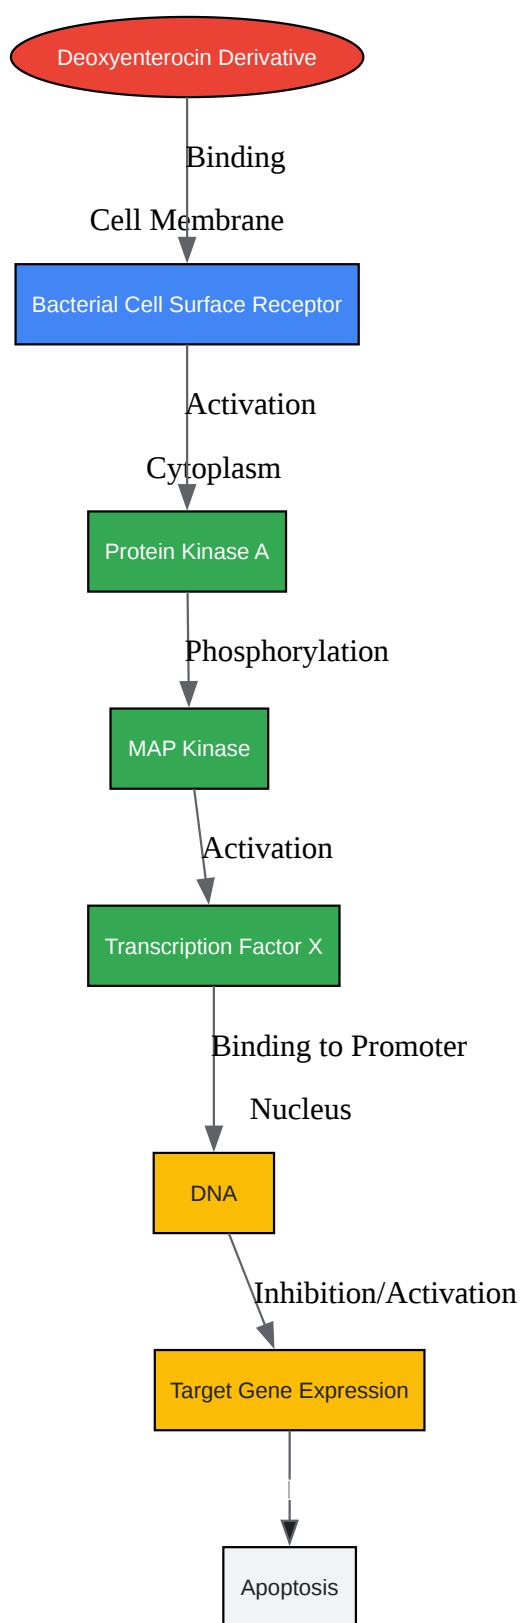 Deoxyenterocin Derivative
Binding
Cell Membrane
Bacterial Cell Surface Receptor
Activation
Cytoplasm
Protein Kinase A
Phosphorylation
MAP Kinase
Activation
Transcription Factor X
Binding to Promoter
Nucleus
DNA
Inhibition/Activation
Target Gene Expression
Apoptosis